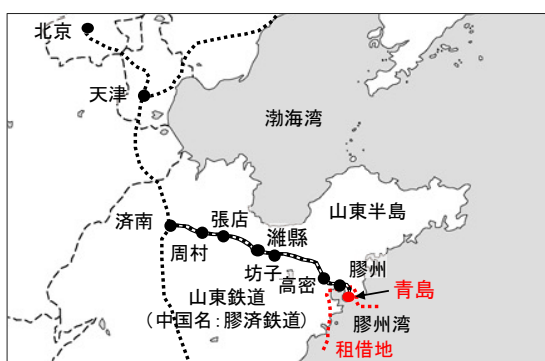 北京
天津
渤海湾
山東半島
済南
張店
濰縣
膠州
周村
坊子
高密
青島
山東鉄道
(中国名:膠済鉄道)
膠州湾
租借地